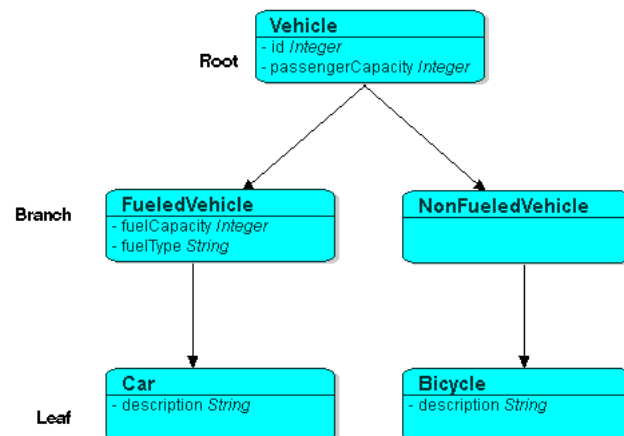 Vehicle
- id Integer
- passengerCapacity Integer
Root
FueledVehicle
- fuelCapacity Integer
- fuelType String
NonFueledVehicle
Branch
Car
- description String
Bicycle
- description String
Leaf